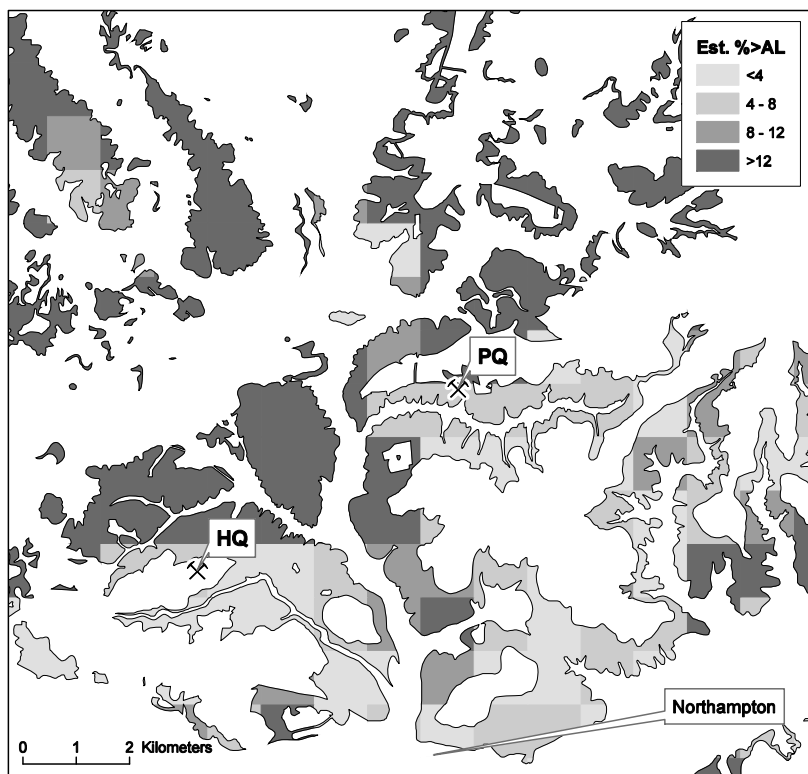 Est. %>AL
<4
4 - 8
8 - 12
>12
PQ
HQ
Northampton
0 1 2 Kilometers